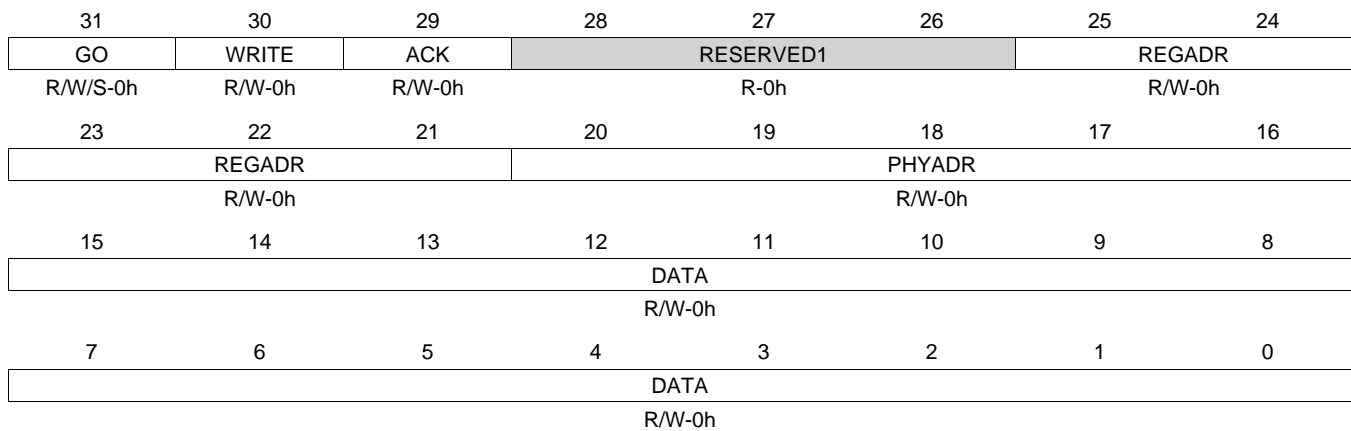 31 30 29 28 27 26 25 24
GO WRITE ACK RESERVED1 REGADR
R/W/S-0h R/W-0h R/W-0h R-0h R/W-0h
23 22 21 20 19 18 17 16
REGADR PHYADR
R/W-0h R/W-0h
15 14 13 12 11 10 9 8
DATA
R/W-0h
7 6 5 4 3 2 1 0
DATA
R/W-0h